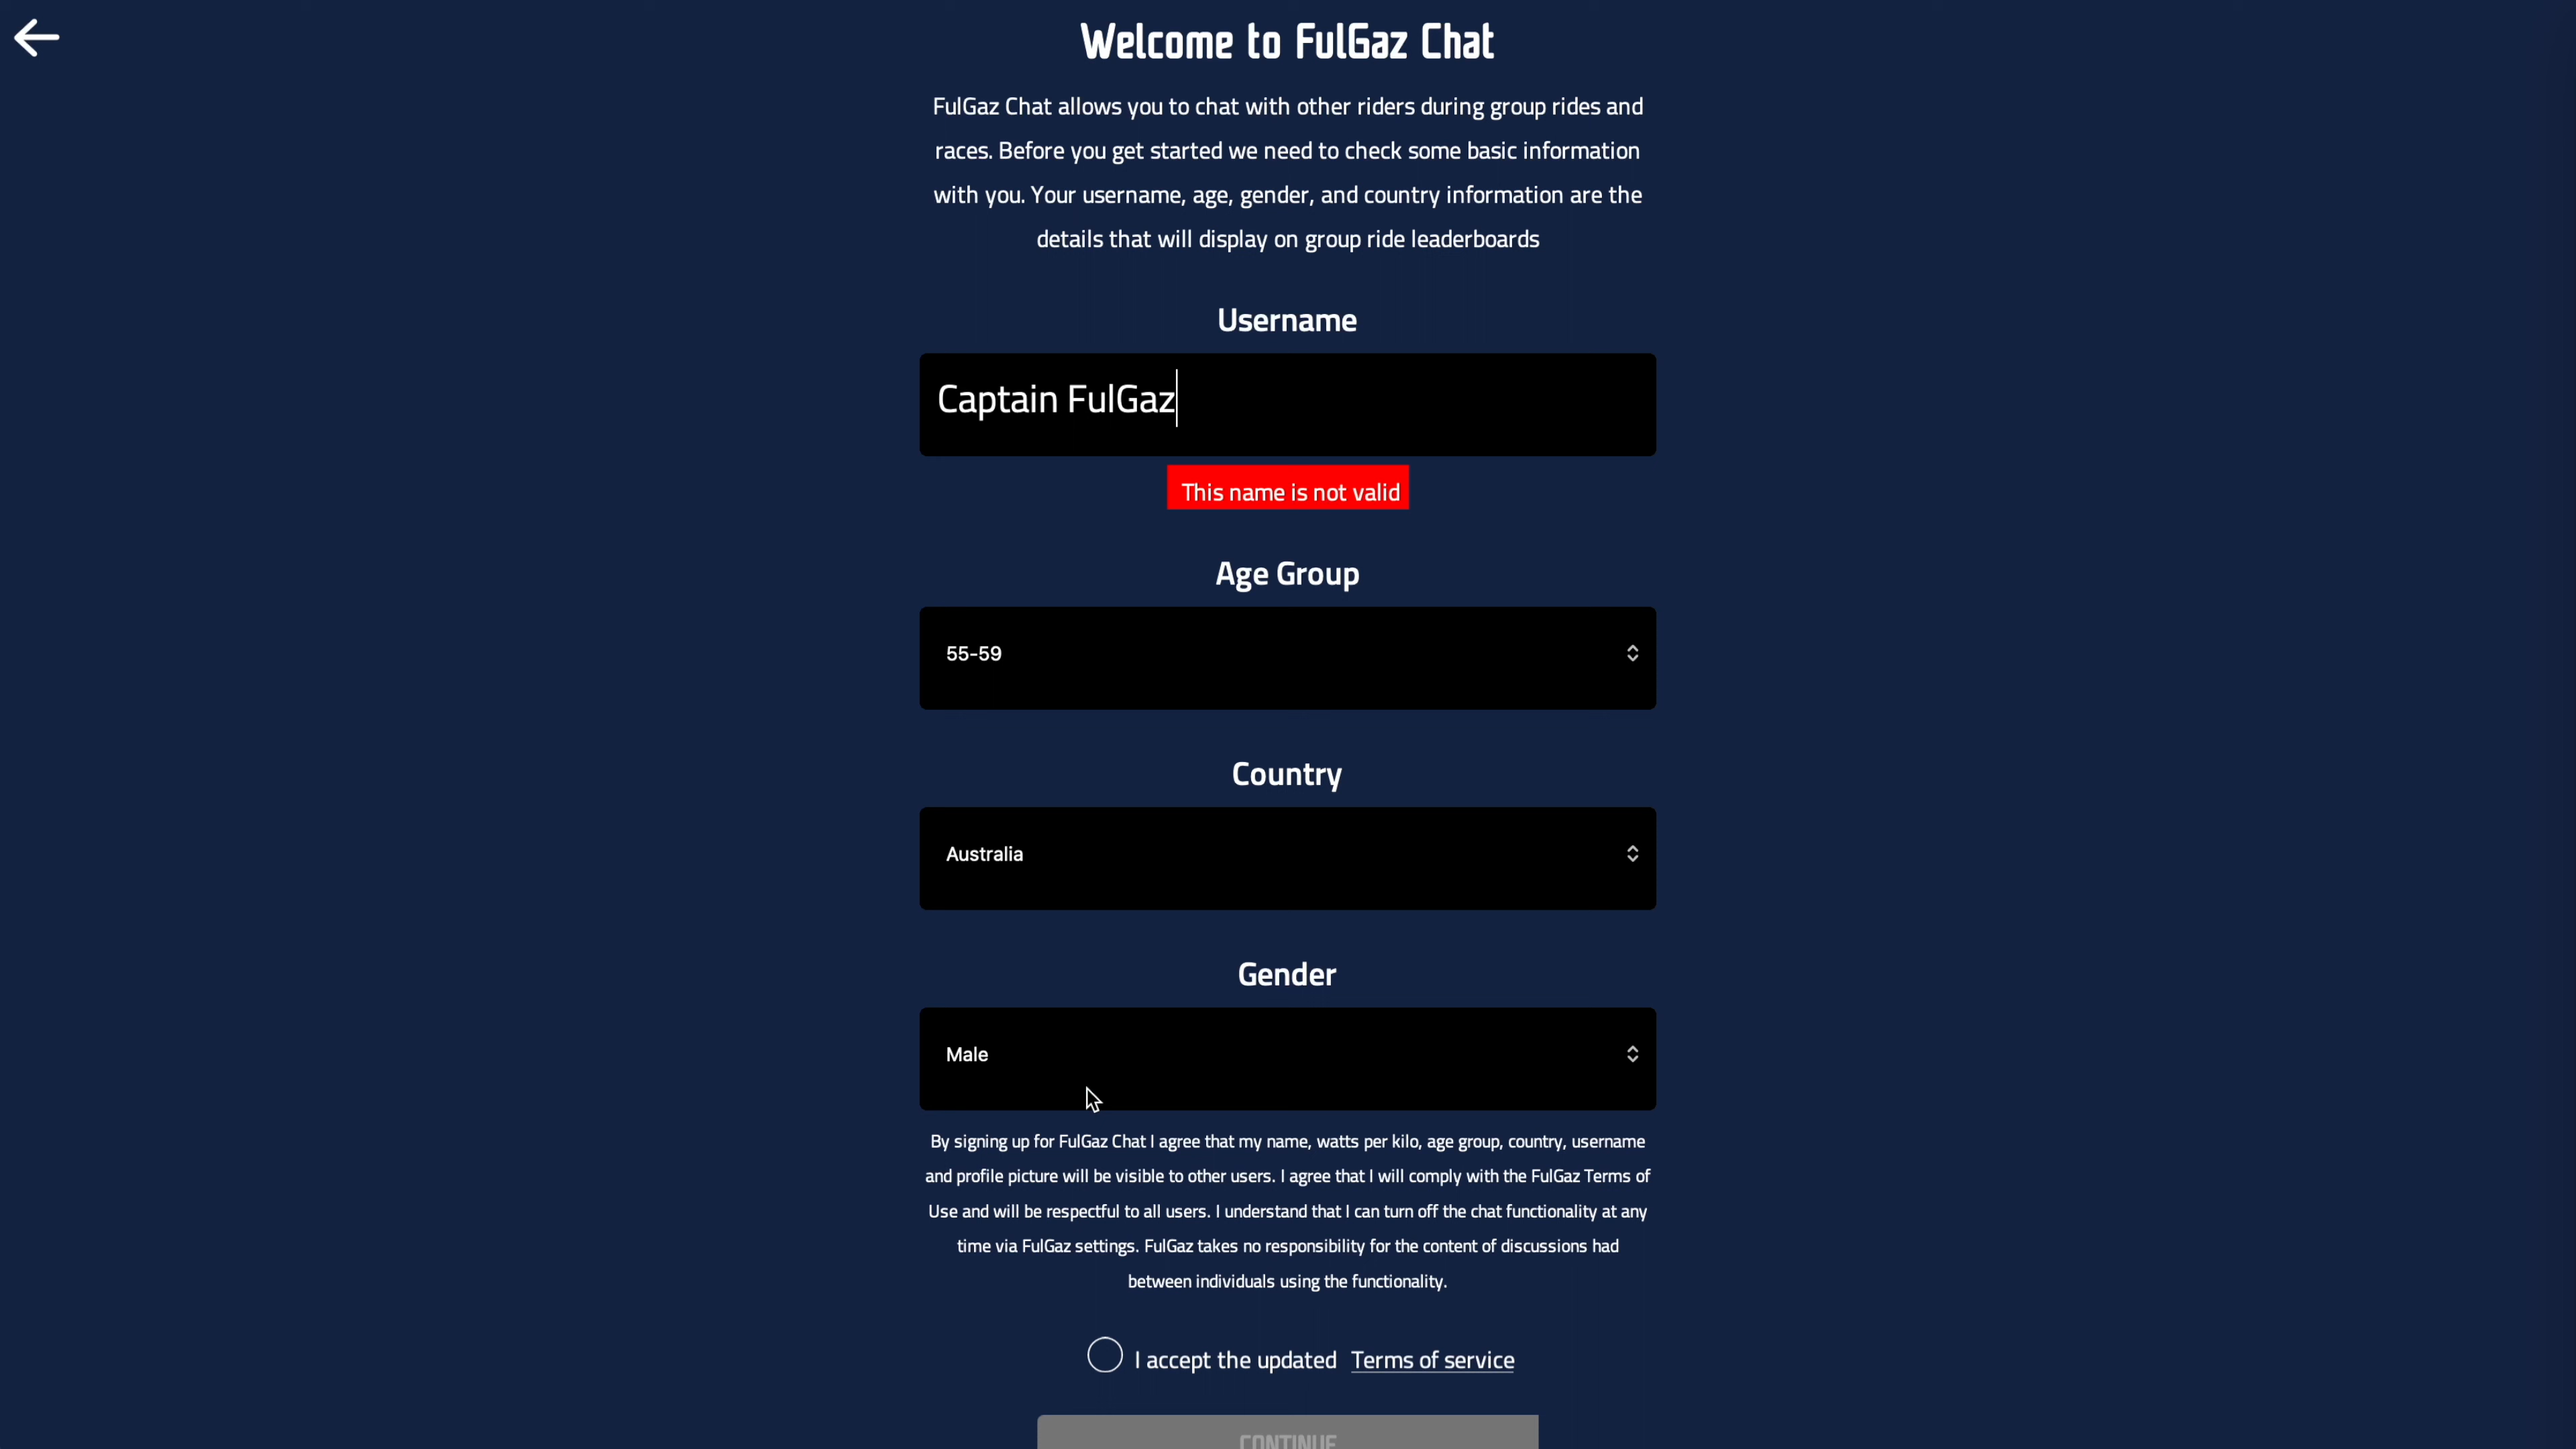 Welcome to FulGaz Chat
FulGaz Chat allows you to chat with other riders during group rides and
races. Before you get started we need to check some basic information
with you. Your username, age, gender, and country information are the
details that will display on group ride leaderboards
Username
Captain FulGaz
This name is not valid
Age Group
55-59
Country
Australia
Gender
Male
By signing up for FulGaz Chat I agree that my name, watts per kilo, age group, country, username
and profile picture will be visible to other users. I agree that I will comply with the FulGaz Terms of
Use and will be respectful to all users. I understand that I can turn off the chat functionality at any
time via FulGaz settings. FulGaz takes no responsibility for the content of discussions had
between individuals using the functionality.
I accept the updated Terms of service
CONTINUE